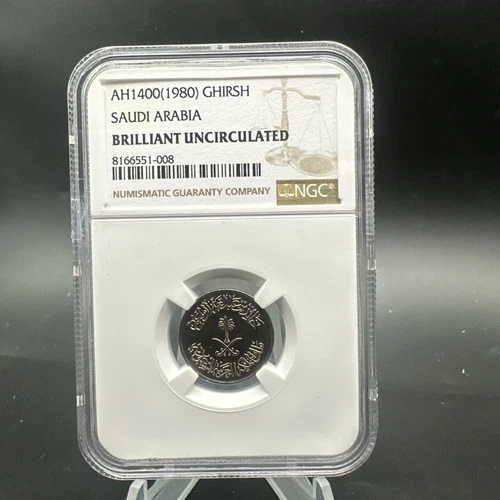 AH1400(1980) GHIRSH
SAUDI ARABIA
BRILLIANT UNCIRCULATED
8166551-008
NUMISMATIC GUARANTY COMPANY
NGC®